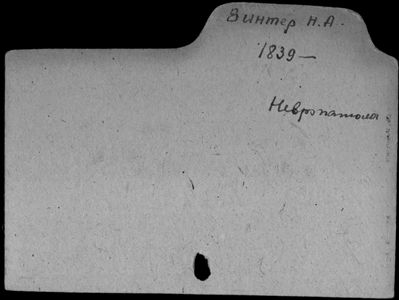 Винтер Н.А.
1839—
Невропатолог